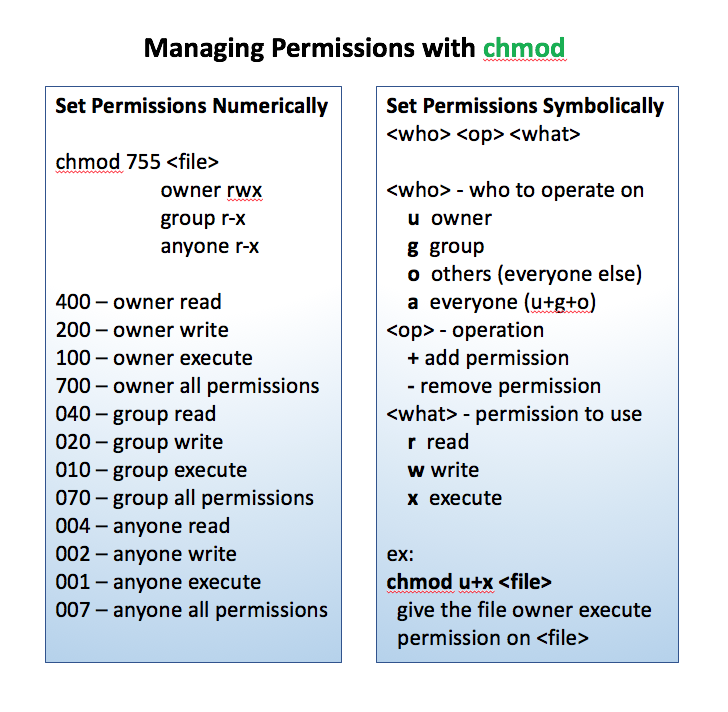 Managing Permissions with chmod
Set Permissions Numerically
chmod 755 <file>
owner rwx
group r-x
anyone r-x
400 – owner read
200 – owner write
100 – owner execute
700 – owner all permissions
040 – group read
020 – group write
010 – group execute
070 – group all permissions
004 – anyone read
002 – anyone write
001 – anyone execute
007 – anyone all permissions
Set Permissions Symbolically
<who> <op> <what>
<who> - who to operate on
u owner
g group
o others (everyone else)
a everyone (u+g+o)
<op> - operation
+ add permission
- remove permission
<what> - permission to use
r read
w write
x execute
ex:
chmod u+x <file>
give the file owner execute
permission on <file>